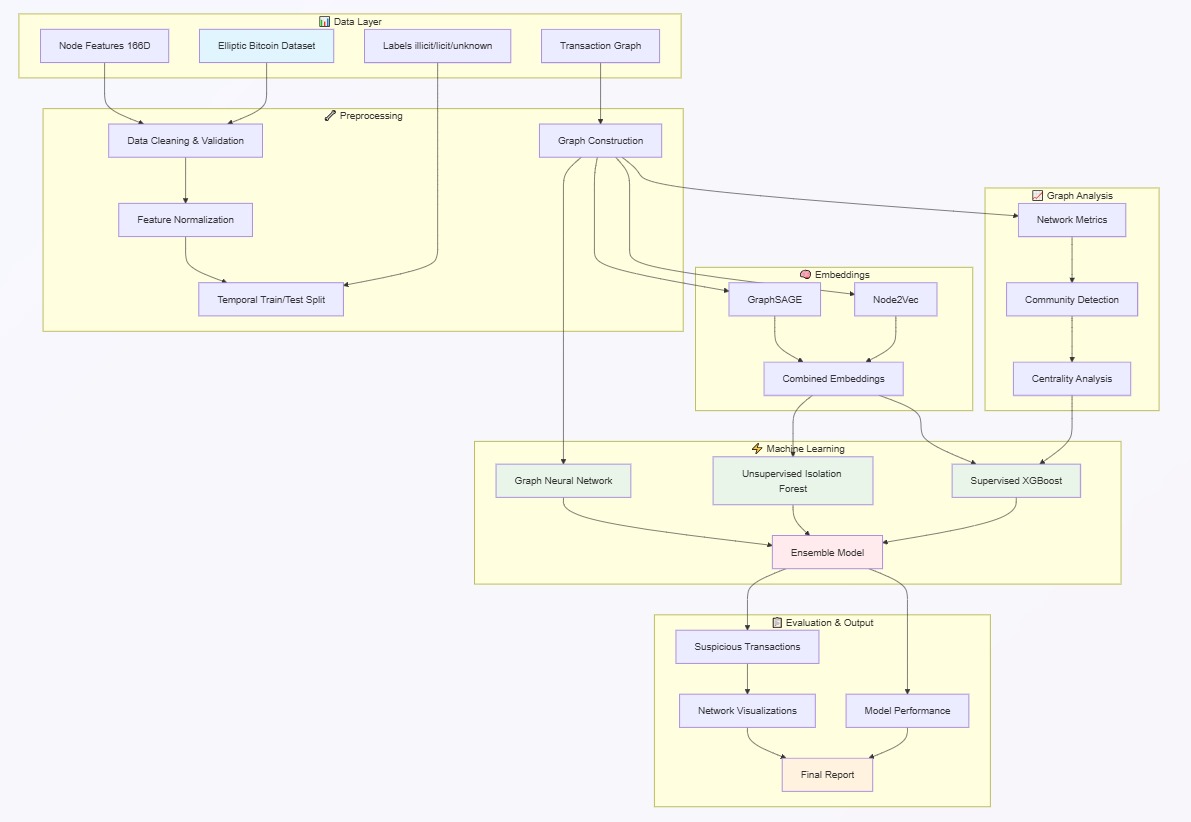 📊 Data Layer
Node Features 166D
Elliptic Bitcoin Dataset
Labels illicit/licit/unknown
Transaction Graph
🔧 Preprocessing
Data Cleaning & Validation
Graph Construction
Feature Normalization
Temporal Train/Test Split
📈 Graph Analysis
Network Metrics
Community Detection
Centrality Analysis
🧠 Embeddings
GraphSAGE
Node2Vec
Combined Embeddings
⚡ Machine Learning
Graph Neural Network
Unsupervised Isolation
Forest
Supervised XGBoost
Ensemble Model
📋 Evaluation & Output
Suspicious Transactions
Network Visualizations
Model Performance
Final Report